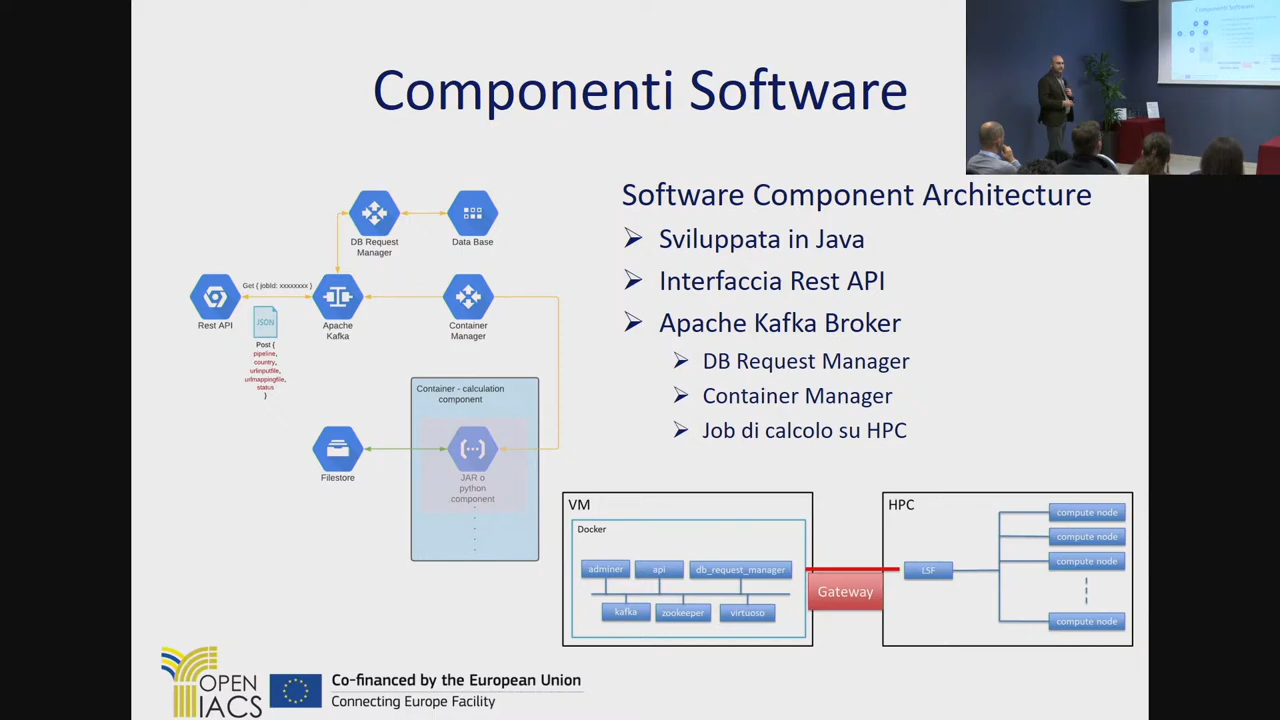 Componenti Software
Componenti Software
Software Component Architecture
Sviluppata in Java
Interfaccia Rest API
Apache Kafka Broker
DB Request Manager
Container Manager
Job di calcolo su HPC
DB Request
Manager
Data Base
Rest API
Get { jobId: xxxxxxxx }
JSON
Post {
pipeline,
country,
urlinputfile,
urlmappingfile,
status
}
Apache
Kafka
Container
Manager
Container - calculation
component
Filestore
JAR o
python
component
VM
Docker
adminer
api
db_request_manager
kafka
zookeeper
virtuoso
Gateway
HPC
LSF
compute node
compute node
compute node
compute node
OPEN
IACS
Co-financed by the European Union
Connecting Europe Facility